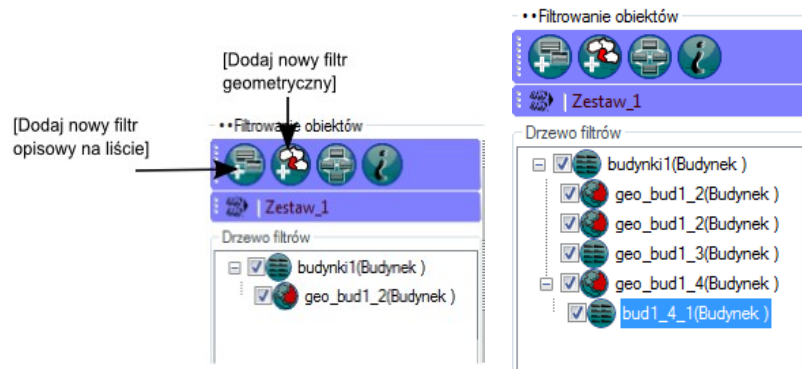 [Dodaj nowy filtr
geometryczny]
[Dodaj nowy filtr
opisowy na liście]
••Filtrowanie obiektów
Zestaw_1
Drzewo filtrów
budynki1(Budynek )
geo_bud1_2(Budynek )
••Filtrowanie obiektów
Zestaw_1
Drzewo filtrów
budynki1(Budynek )
geo_bud1_2(Budynek )
geo_bud1_2(Budynek )
geo_bud1_3(Budynek )
geo_bud1_4(Budynek )
bud1_4_1(Budynek )